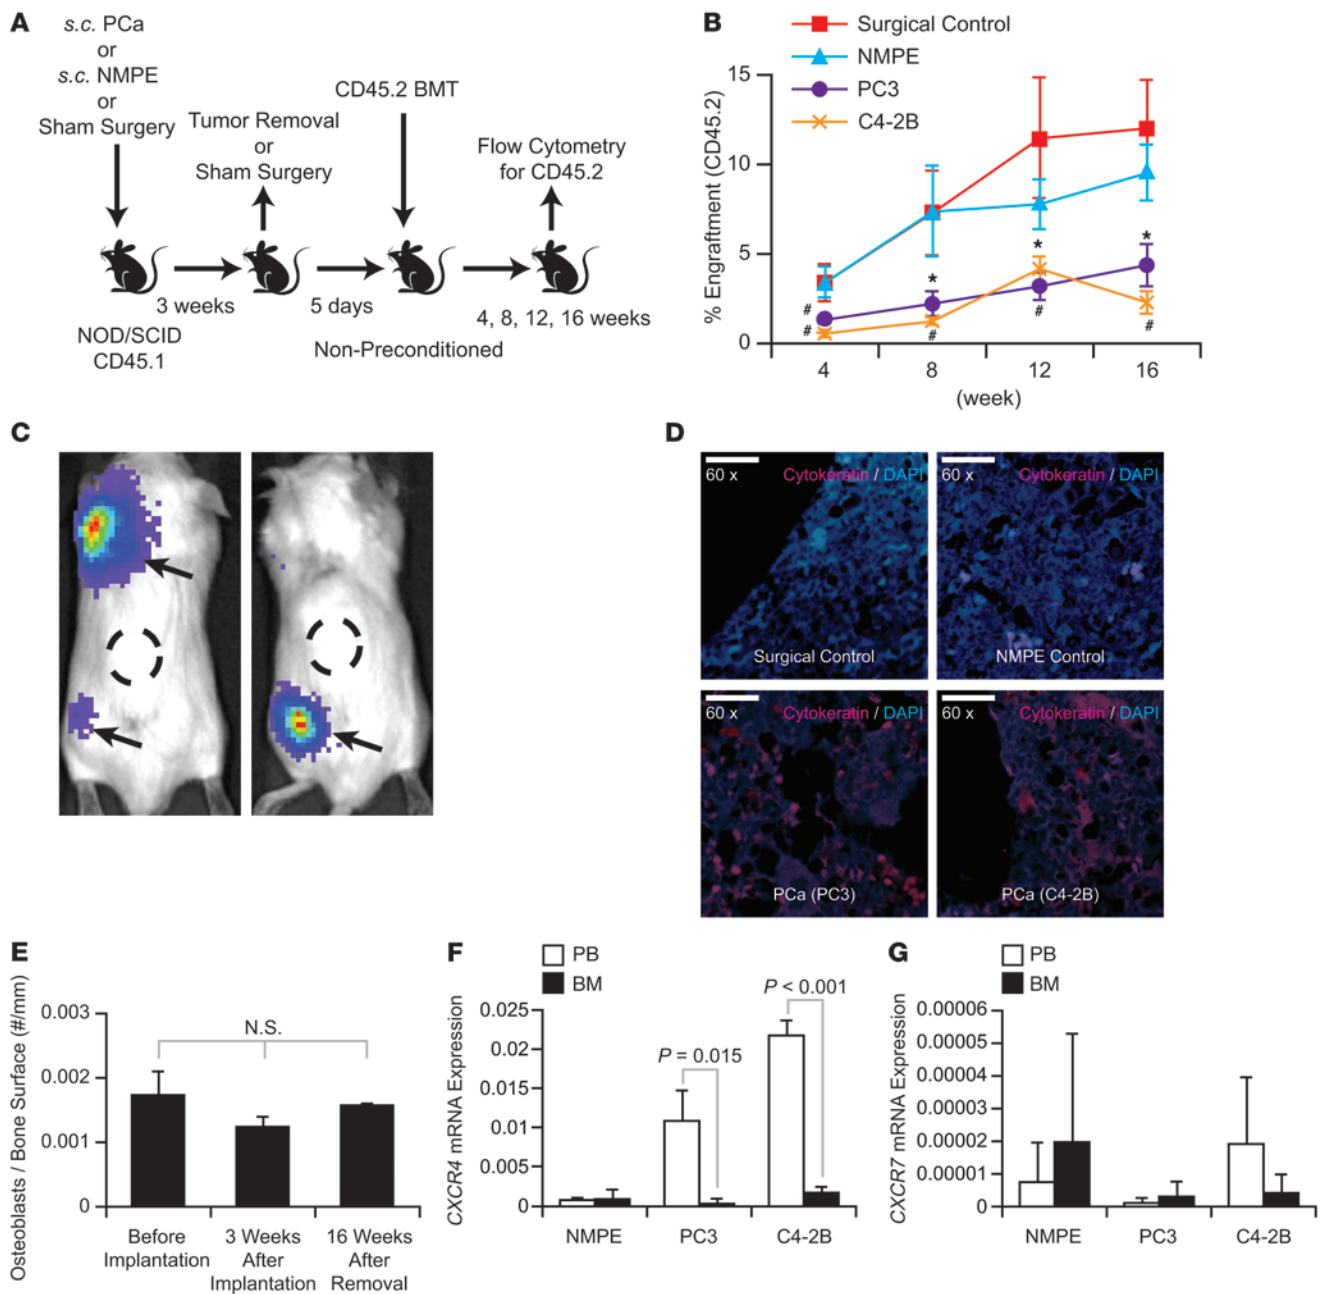 A
s.c. PCa
or
s.c. NMPE
or
Sham Surgery
Tumor Removal
or
Sham Surgery
CD45.2 BMT
Flow Cytometry
for CD45.2
3 weeks
5 days
4, 8, 12, 16 weeks
NOD/SCID
CD45.1
Non-Preconditioned
B
Surgical Control
NMPE
PC3
C4-2B
% Engraftment (CD45.2)
15
10
5
0
* * *
# # # # #
4 8 12 16
(week)
C
D
60 x Cytokeratin / DAPI
Surgical Control
60 x Cytokeratin / DAPI
NMPE Control
60 x Cytokeratin / DAPI
PCa (PC3)
60 x Cytokeratin / DAPI
PCa (C4-2B)
E
Osteoblasts / Bone Surface (#/mm)
0.003
0.002
0.001
0
N.S.
Before
Implantation
3 Weeks
After
Implantation
16 Weeks
After
Removal
F
PB
BM
CXCR4 mRNA Expression
0.025
0.02
0.015
0.01
0.005
0
P = 0.015
P < 0.001
NMPE PC3 C4-2B
G
PB
BM
CXCR7 mRNA Expression
0.00006
0.00005
0.00004
0.00003
0.00002
0.00001
0
NMPE PC3 C4-2B